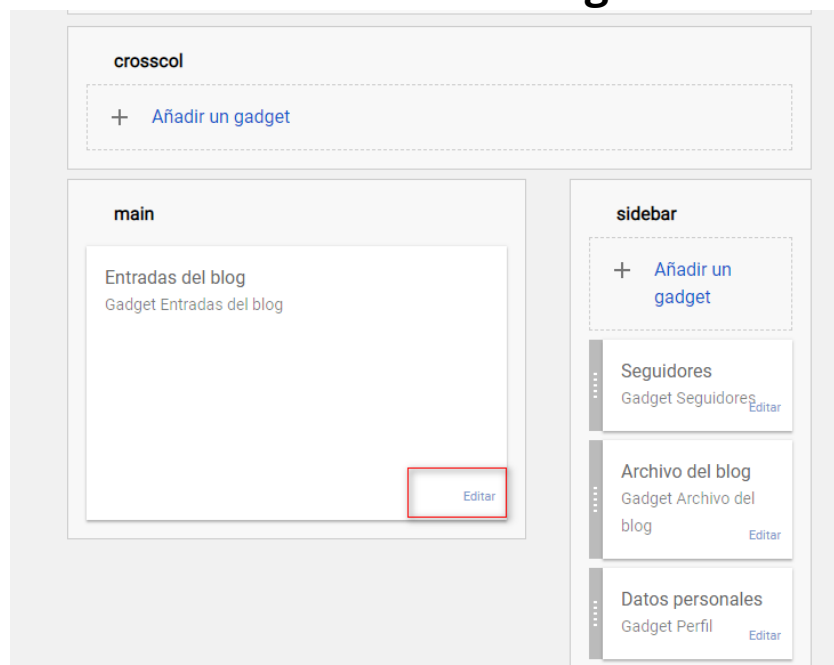 crosscol
+ Añadir un gadget
main
Entradas del blog
Gadget Entradas del blog
Editar
sidebar
+ Añadir un
gadget
Seguidores
Gadget Seguidores
Editar
Archivo del blog
Gadget Archivo del
blog
Editar
Datos personales
Gadget Perfil
Editar